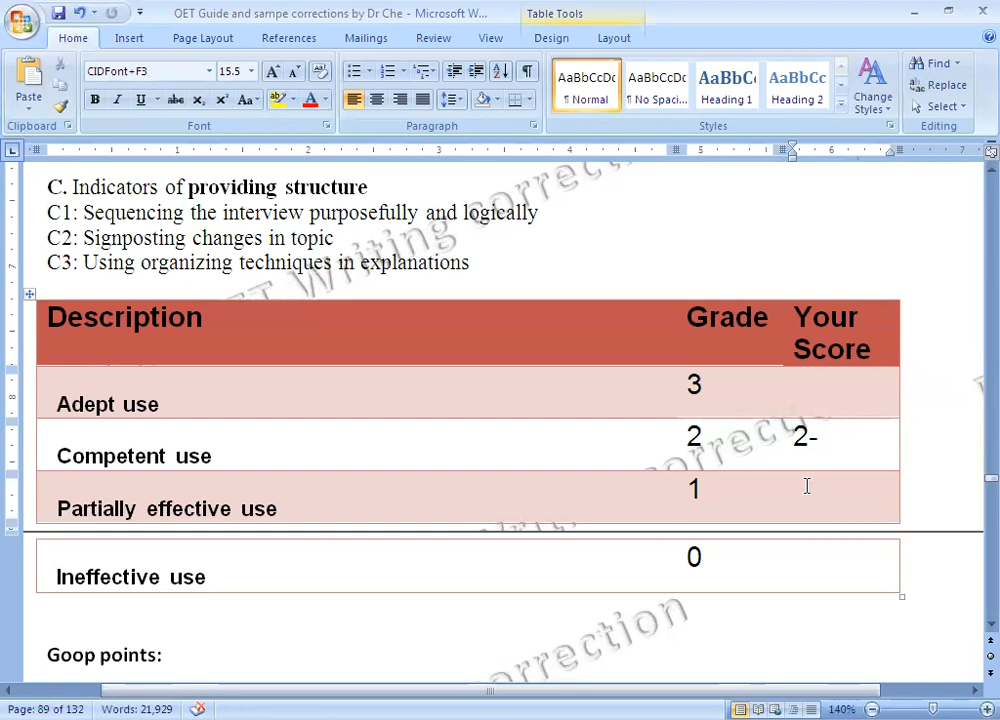 OET Guide and sampe corrections by Dr Che - Microsoft W...
Table Tools
Home Insert Page Layout References Mailings Review View Design Layout
CIDFont+F3 15.5
AaBbCcDc AaBbCcDc AaBbC AaBbCc
¶ Normal ¶ No Spaci... Heading 1 Heading 2
Paste
Change Styles
Find
Replace
Select
Clipboard Font Paragraph Styles Editing
C. Indicators of providing structure
C1: Sequencing the interview purposefully and logically
C2: Signposting changes in topic
C3: Using organizing techniques in explanations
Description Grade Your Score
Adept use 3
Competent use 2 2-
Partially effective use 1
Ineffective use 0
Goop points:
Page: 89 of 132 Words: 21,929 140%